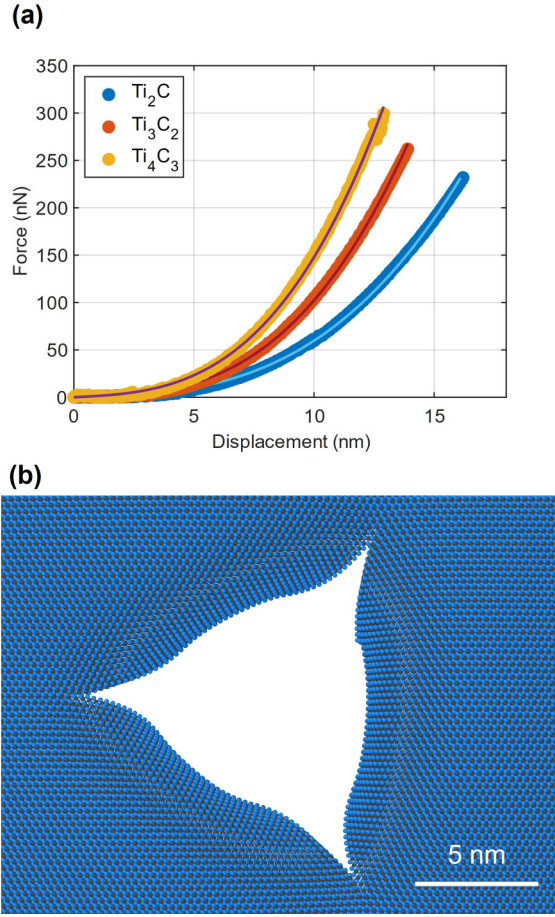 (a)
350
300
250
200
150
100
50
0
Force (nN)
Ti₂C
Ti₃C₂
Ti₄C₃
0 5 10 15
Displacement (nm)
(b)
5 nm